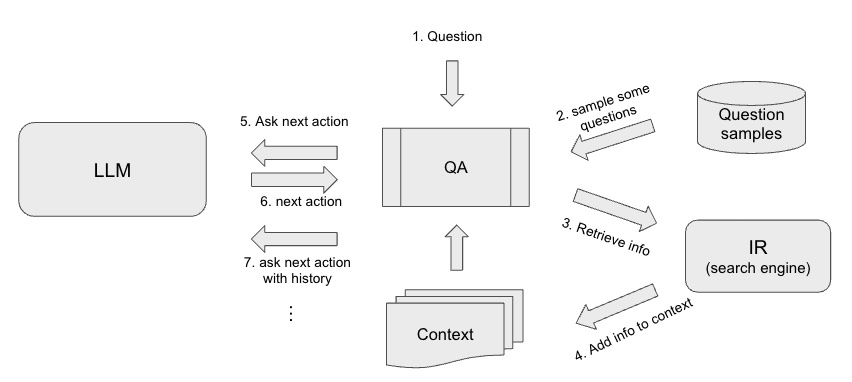 1. Question
2. sample some
questions
Question
samples
5. Ask next action
LLM
QA
6. next action
3. Retrieve info
IR
(search engine)
7. ask next action
with history
⋮
Context
4. Add info to context